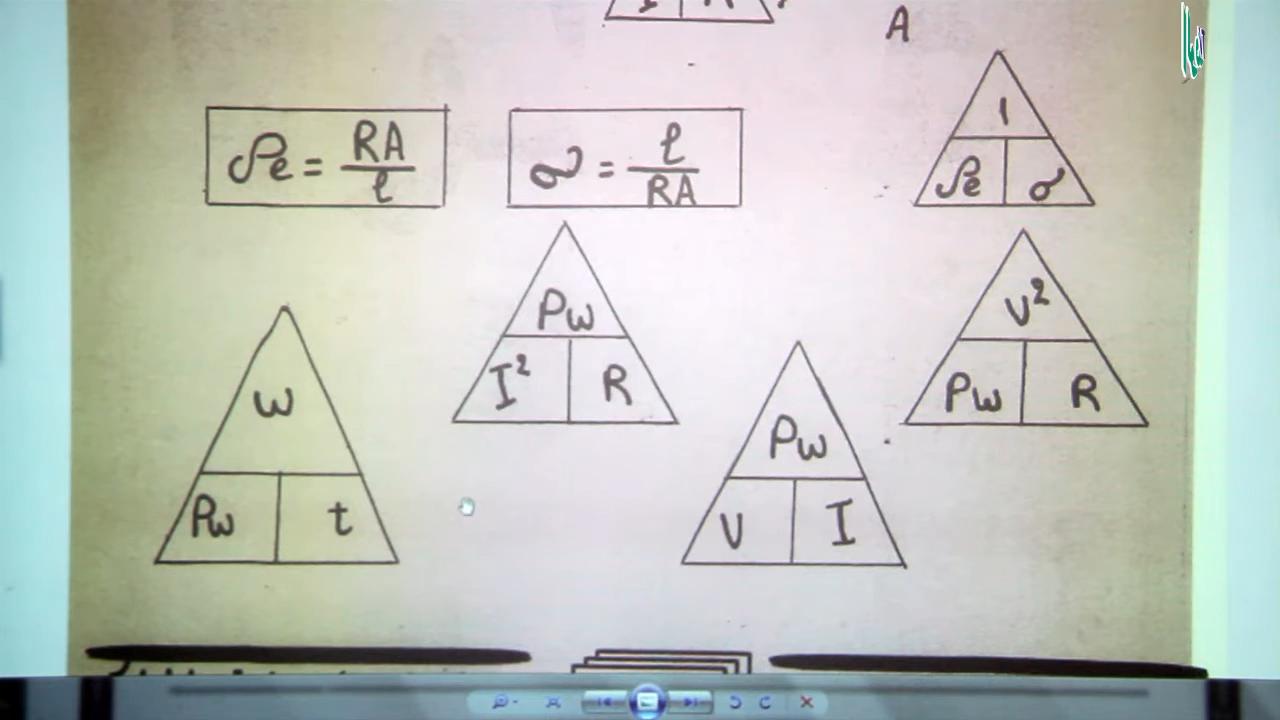 A
ρe = RA / ℓ
σ = ℓ / RA
1
ρe σ
Pw
I² R
V²
Pw R
W
Pw t
Pw
V I